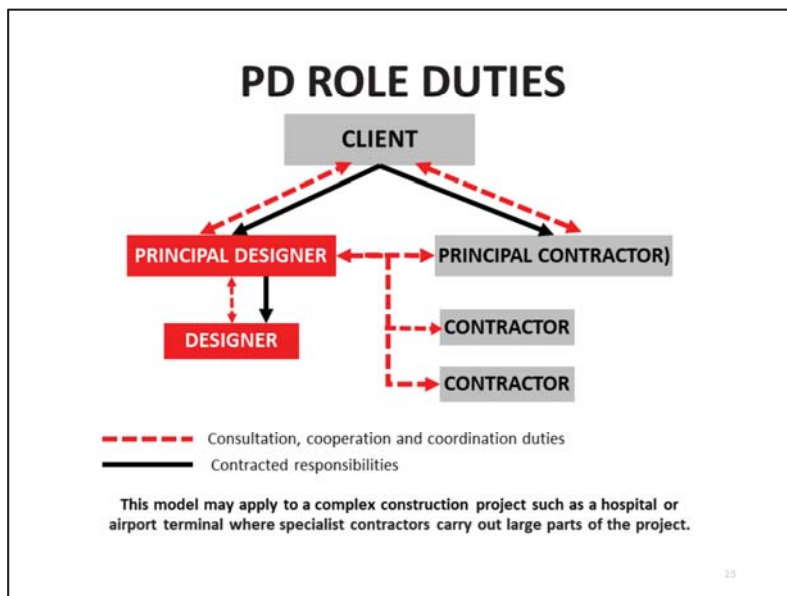 PD ROLE DUTIES
CLIENT
PRINCIPAL DESIGNER
PRINCIPAL CONTRACTOR)
DESIGNER
CONTRACTOR
CONTRACTOR
Consultation, cooperation and coordination duties
Contracted responsibilities
This model may apply to a complex construction project such as a hospital or
airport terminal where specialist contractors carry out large parts of the project.
23